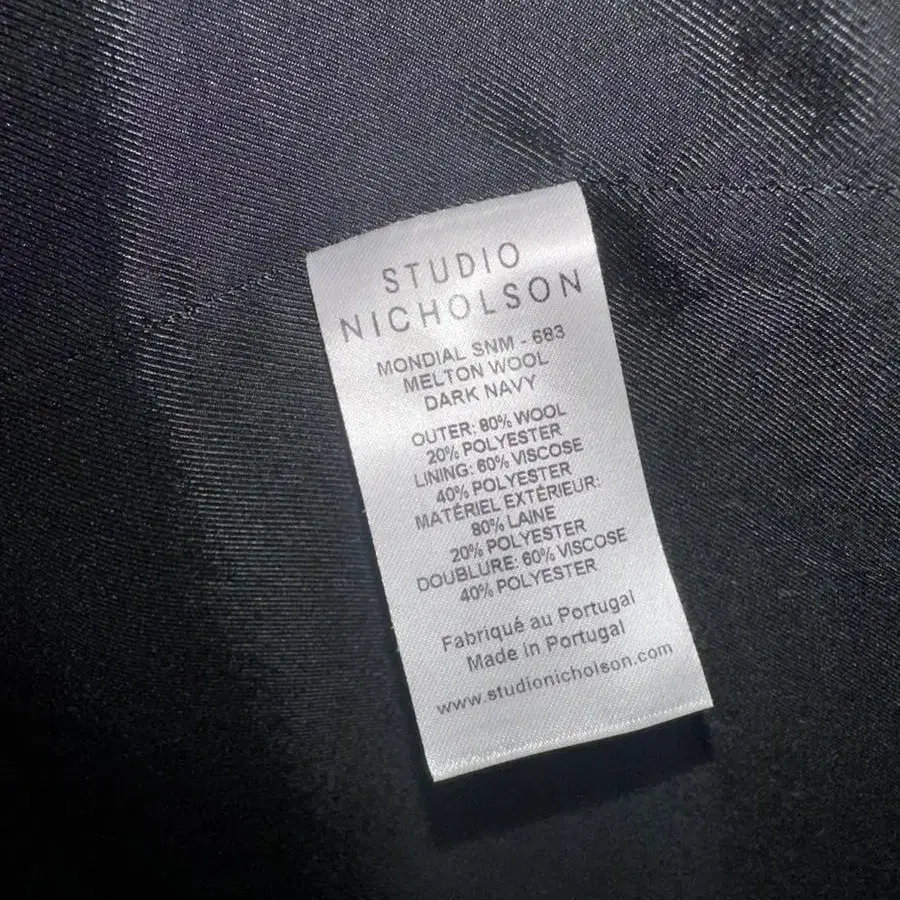 STUDIO
NICHOLSON
MONDIAL SNM - 683
MELTON WOOL
DARK NAVY
OUTER: 80% WOOL
20% POLYESTER
LINING: 60% VISCOSE
40% POLYESTER
MATÉRIEL EXTÉRIEUR:
80% LAINE
20% POLYESTER
DOUBLURE: 60% VISCOSE
40% POLYESTER
Fabriqué au Portugal
Made in Portugal
www.studionicholson.com